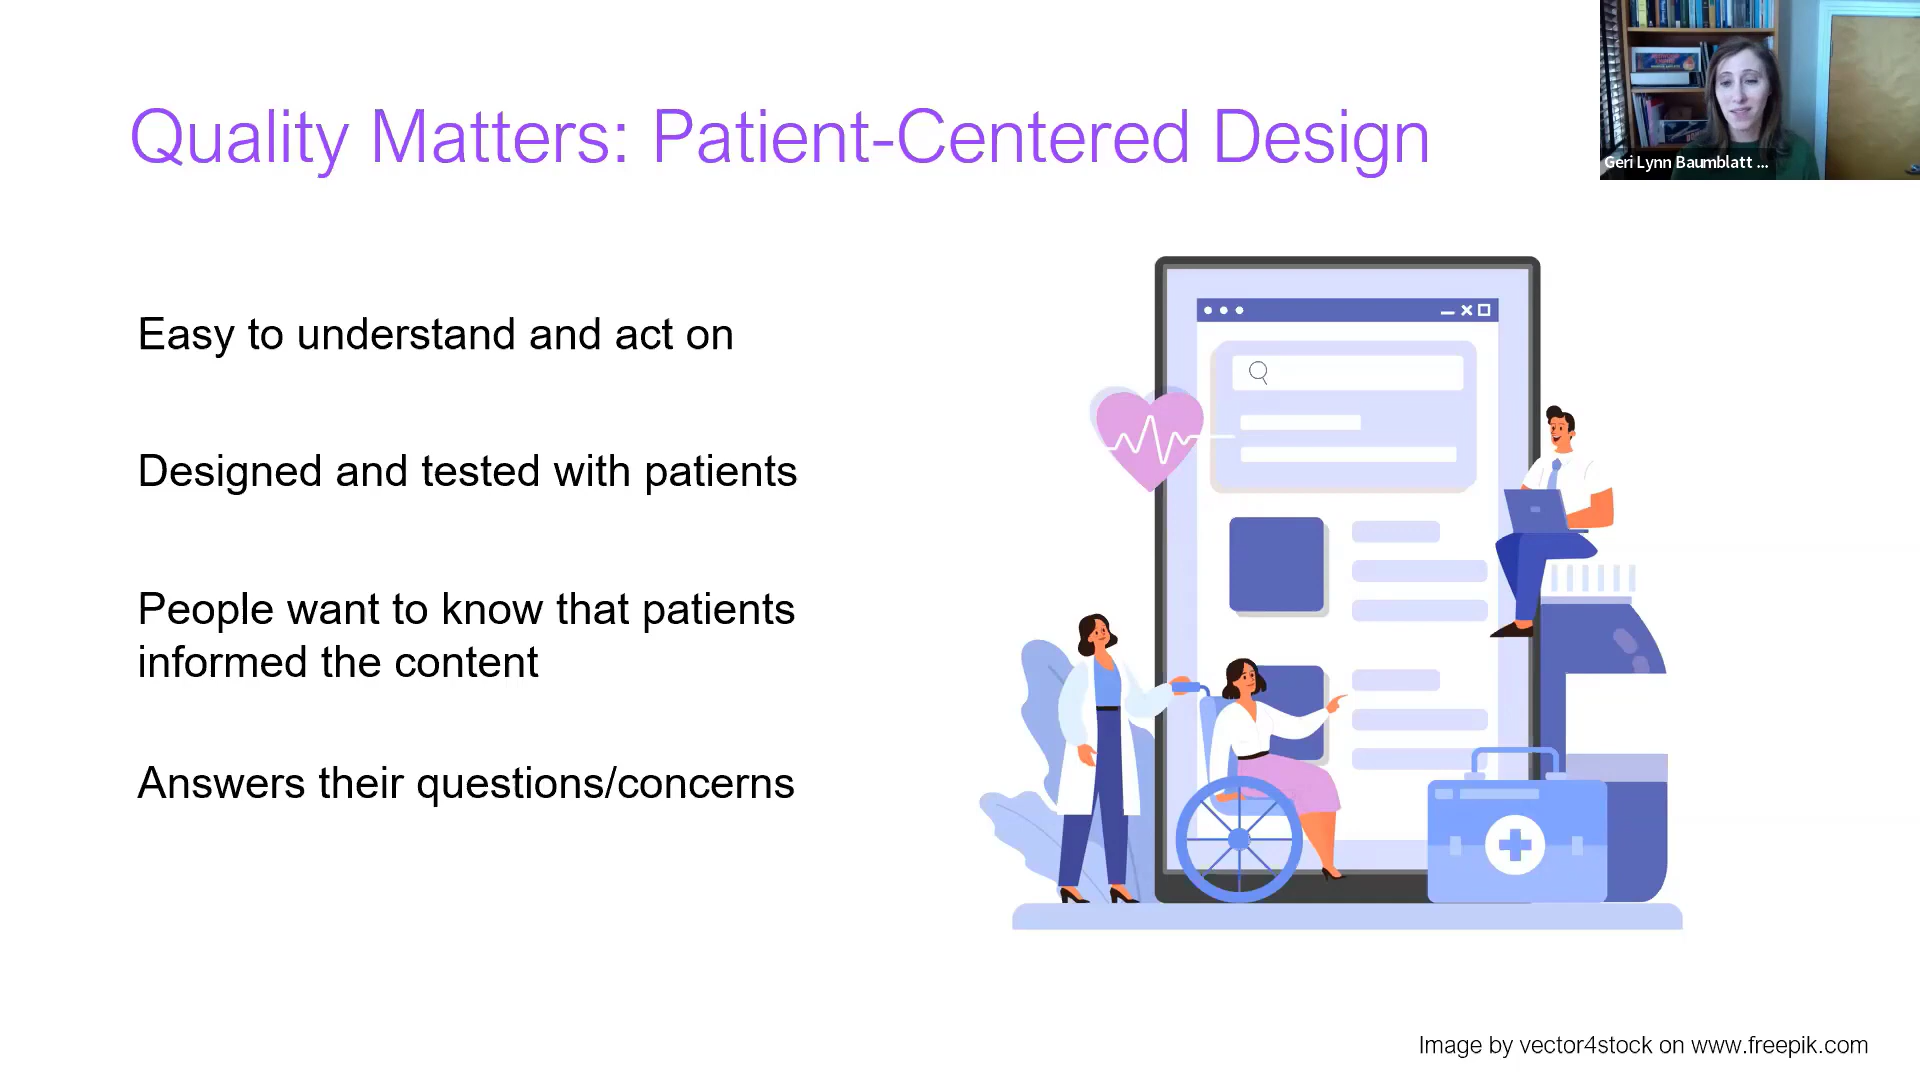 Quality Matters: Patient-Centered Design
Geri Lynn Baumblatt ...
Easy to understand and act on
Designed and tested with patients
People want to know that patients
informed the content
Answers their questions/concerns
Image by vector4stock on www.freepik.com